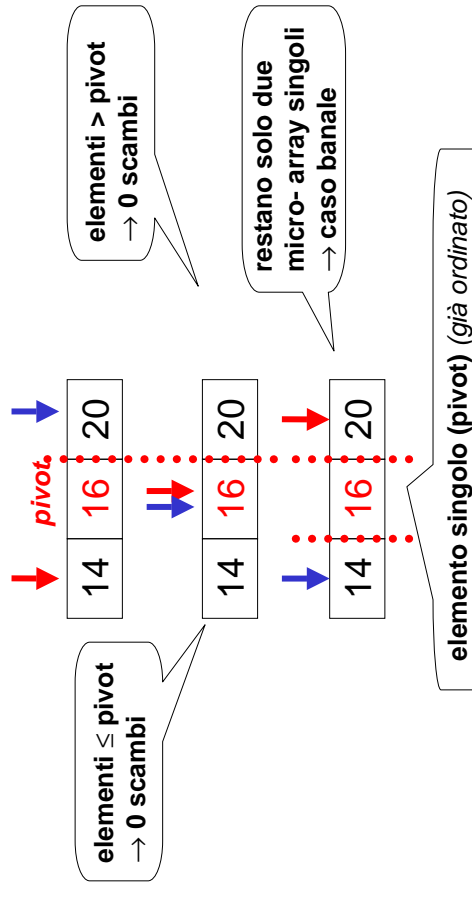 pivot
14 16 20
elementi > pivot
→ 0 scambi
elementi ≤ pivot
→ 0 scambi
14 16 20
restano solo due
micro- array singoli
→ caso banale
14 16 20
elemento singolo (pivot) (già ordinato)